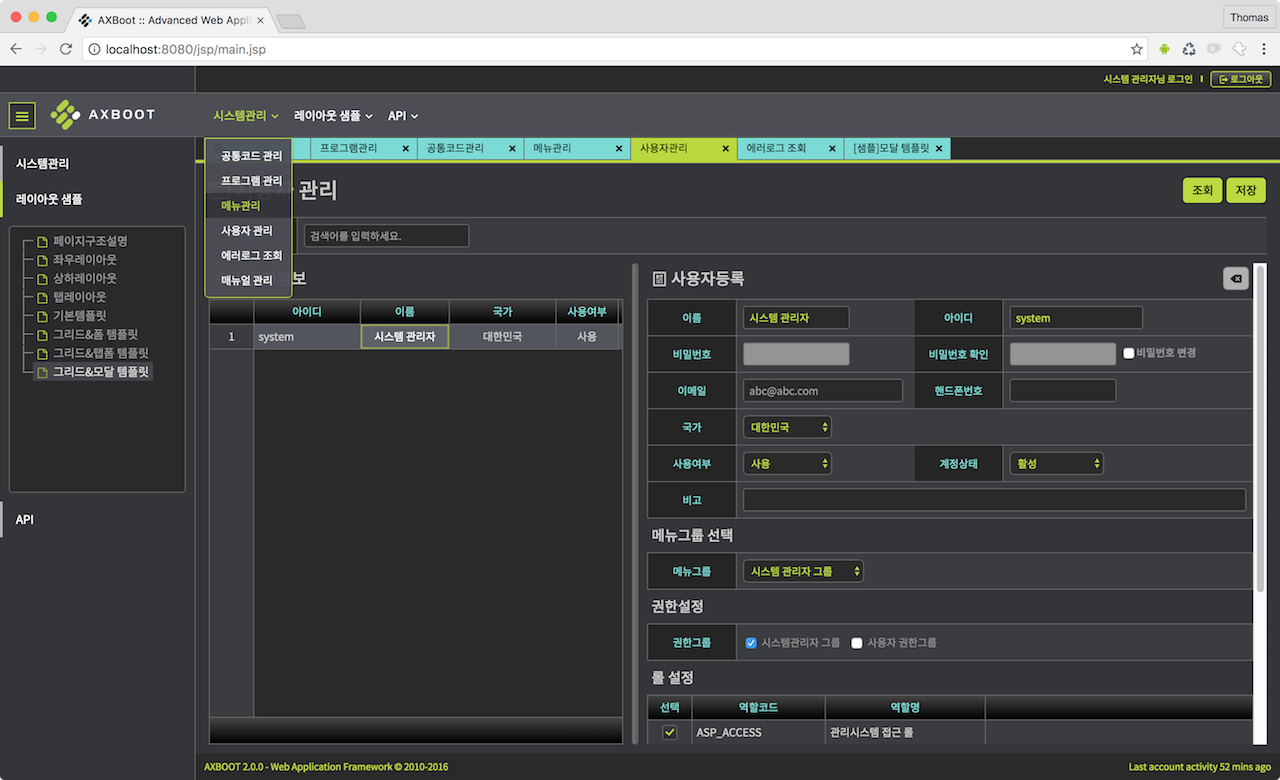 AXBoot :: Advanced Web Appli
Thomas
localhost:8080/jsp/main.jsp
시스템 관리자님 로그인
로그아웃
AXBOOT
시스템관리
레이아웃 샘플
API
공통코드 관리
프로그램 관리
메뉴관리
사용자 관리
에러로그 조회
매뉴얼 관리
프로그램관리
공통코드관리
메뉴관리
사용자관리
에러로그 조회
[샘플]모달 템플릿
시스템관리
레이아웃 샘플
페이지구조설명
좌우레이아웃
상하레이아웃
탭레이아웃
기본템플릿
그리드&폼 템플릿
그리드&탭폼 템플릿
그리드&모달 템플릿
API
관리
조회
저장
검색어를 입력하세요.
보
아이디 이름 국가 사용여부
1 system 시스템 관리자 대한민국 사용
사용자등록
이름 시스템 관리자 아이디 system
비밀번호 비밀번호 확인 비밀번호 변경
이메일 abc@abc.com 핸드폰번호
국가 대한민국
사용여부 사용 계정상태 활성
비고
메뉴그룹 선택
메뉴그룹 시스템 관리자 그룹
권한설정
권한그룹 시스템관리자 그룹 사용자 권한그룹
롤 설정
선택 역할코드 역할명
ASP_ACCESS 관리시스템 접근 롤
AXBOOT 2.0.0 - Web Application Framework © 2010-2016
Last account activity 52 mins ago